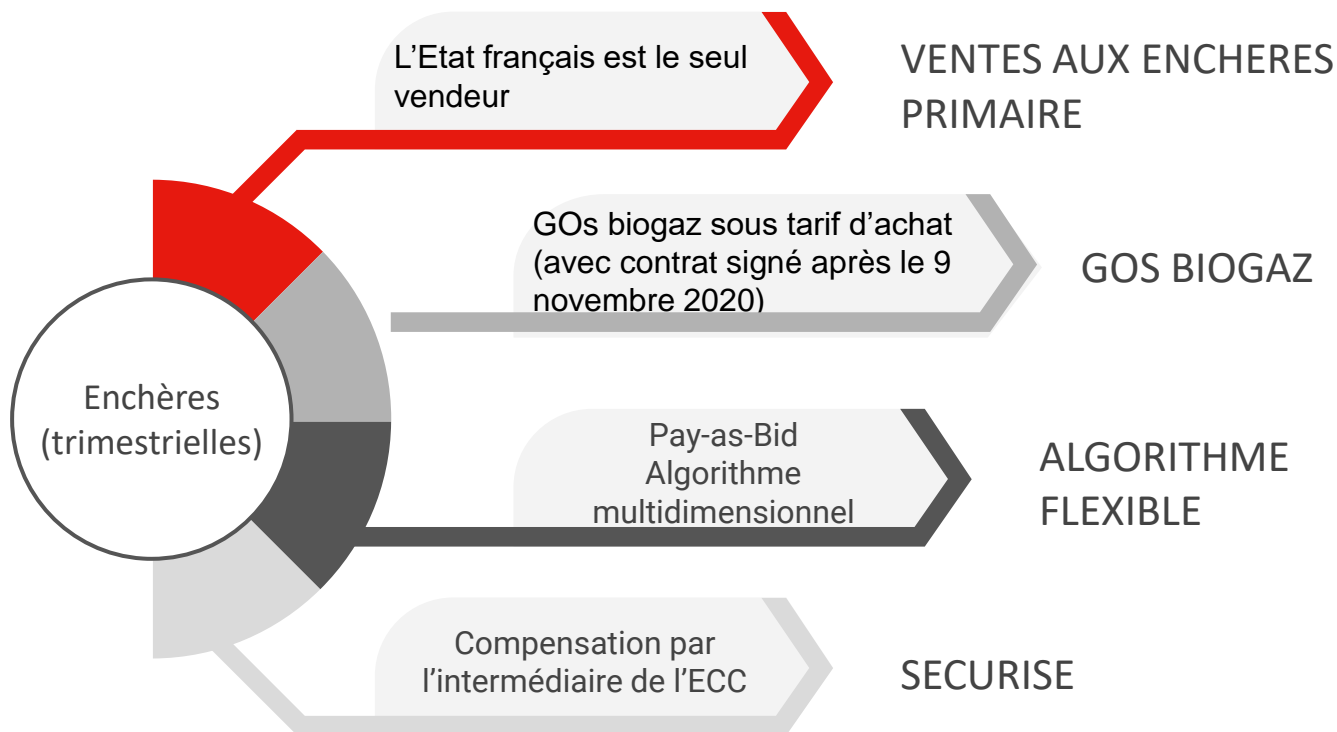 L’Etat français est le seul
vendeur
VENTES AUX ENCHERES
PRIMAIRE
GOs biogaz sous tarif d’achat
(avec contrat signé après le 9
novembre 2020)
GOS BIOGAZ
Enchères
(trimestrielles)
Pay-as-Bid
Algorithme
multidimensionnel
ALGORITHME
FLEXIBLE
Compensation par
l’intermédiaire de l’ECC
SECURISE